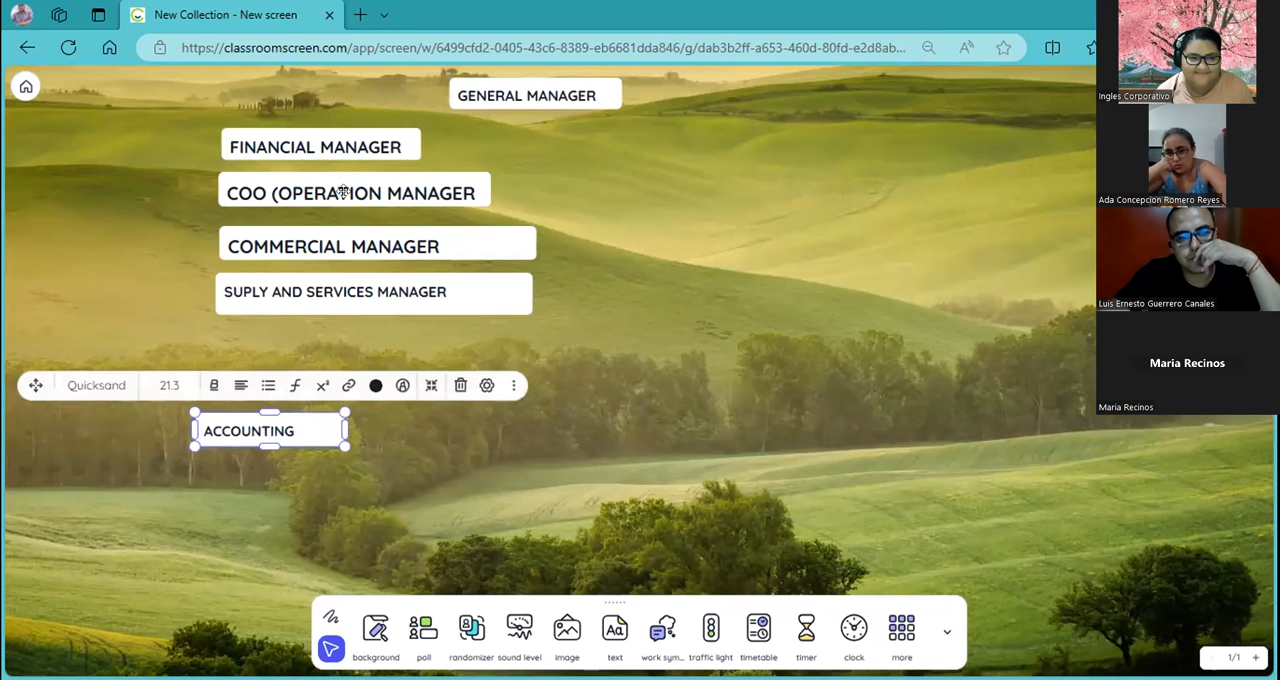 New Collection - New screen
https://classroomscreen.com/app/screen/w/6499cfd2-0405-43c6-8389-eb6681dda846/g/dab3b2ff-a653-460d-80fd-e2d8ab...
GENERAL MANAGER
FINANCIAL MANAGER
COO (OPERATION MANAGER
COMMERCIAL MANAGER
SUPLY AND SERVICES MANAGER
Quicksand
21.3
ACCOUNTING
background
poll
randomizer
sound level
image
text
work sym...
traffic light
timetable
timer
clock
more
1/1
Ingles Corporativo
Ada Concepcion Romero Reyes
Luis Ernesto Guerrero Canales
Maria Recinos
Maria Recinos